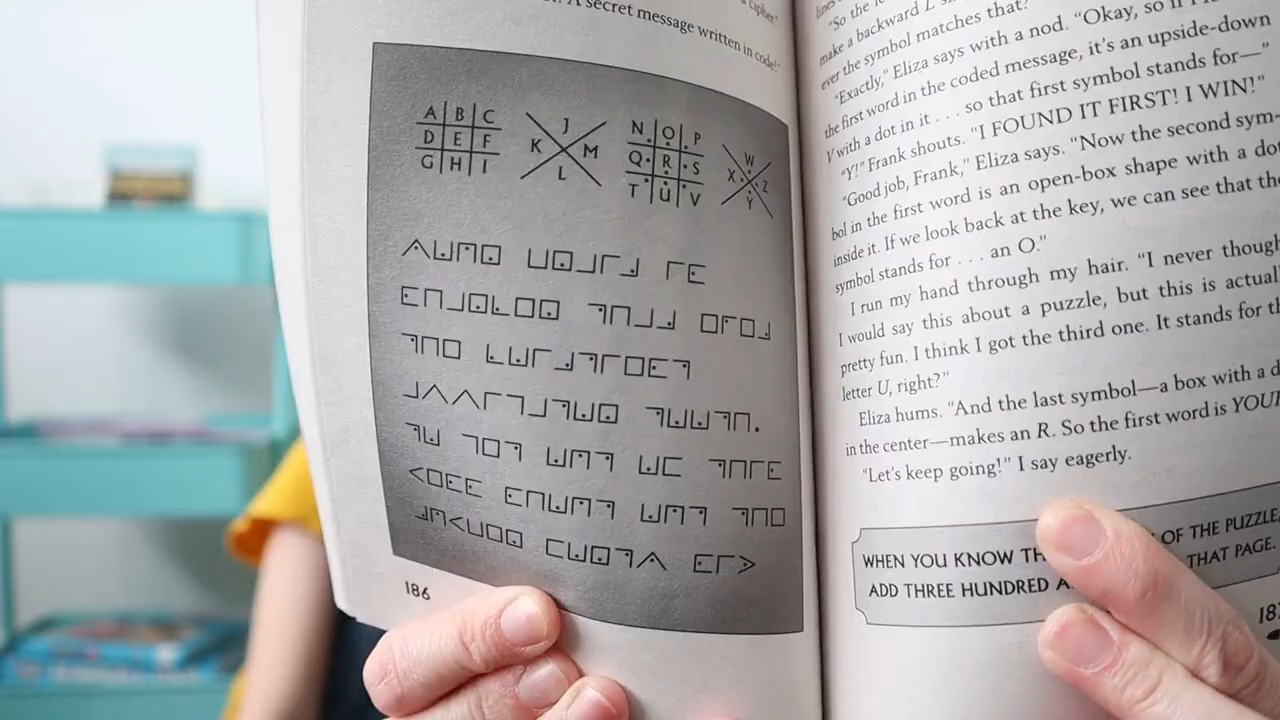 a cipher"
A secret message written in code!"
A B C
D E F
G H I
J
K M
L
N O P
Q R S
T U V
W
X Z
Y
186
"So the
make a backward L
ever the symbol matches that?
"Exactly," Eliza says with a nod. "Okay, so if I
the first word in the coded message, it's an upside-down
V with a dot in it . . . so that first symbol stands for—"
"Y!" Frank shouts. "I FOUND IT FIRST! I WIN!"
"Good job, Frank," Eliza says. "Now the second sym-
bol in the first word is an open-box shape with a dot
inside it. If we look back at the key, we can see that the
symbol stands for . . . an O."
I run my hand through my hair. "I never though
I would say this about a puzzle, but this is actual
pretty fun. I think I got the third one. It stands for th
letter U, right?"
Eliza hums. "And the last symbol—a box with a d
in the center—makes an R. So the first word is YOUR
"Let's keep going!" I say eagerly.
WHEN YOU KNOW TH OF THE PUZZLE,
ADD THREE HUNDRED A THAT PAGE.
18